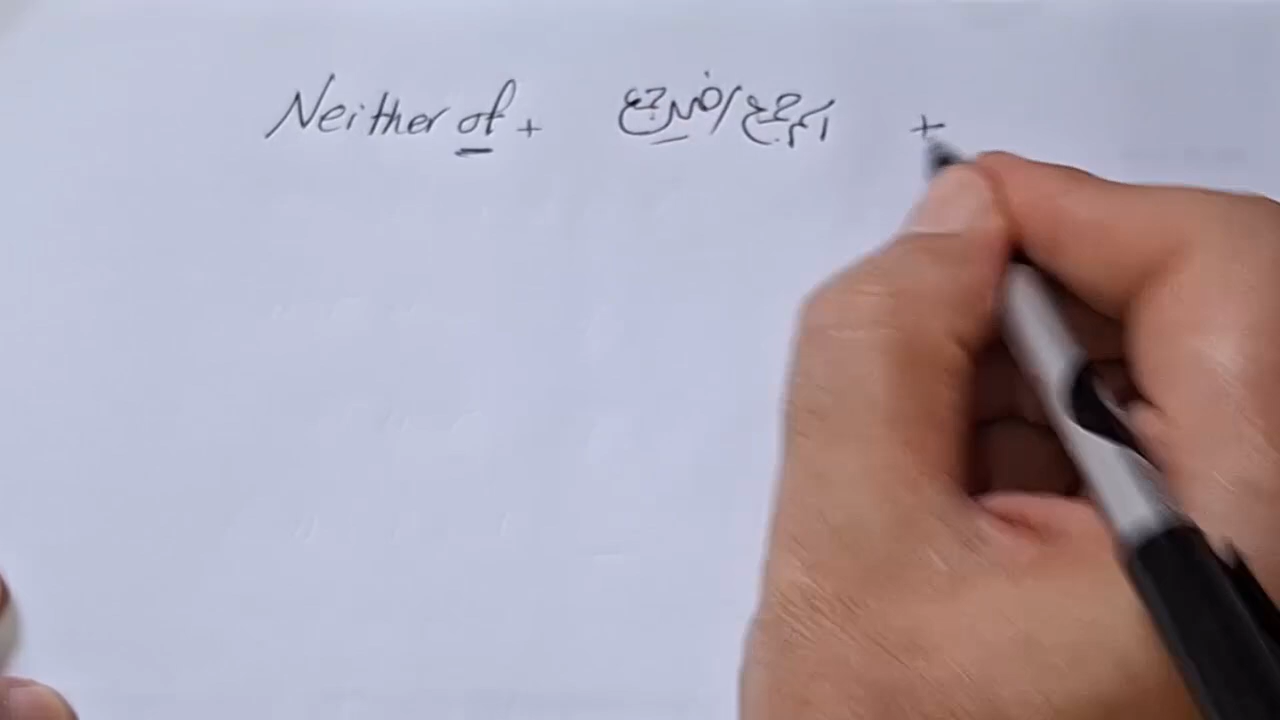 Neither of + اسم جمع / ضمیر جمع +